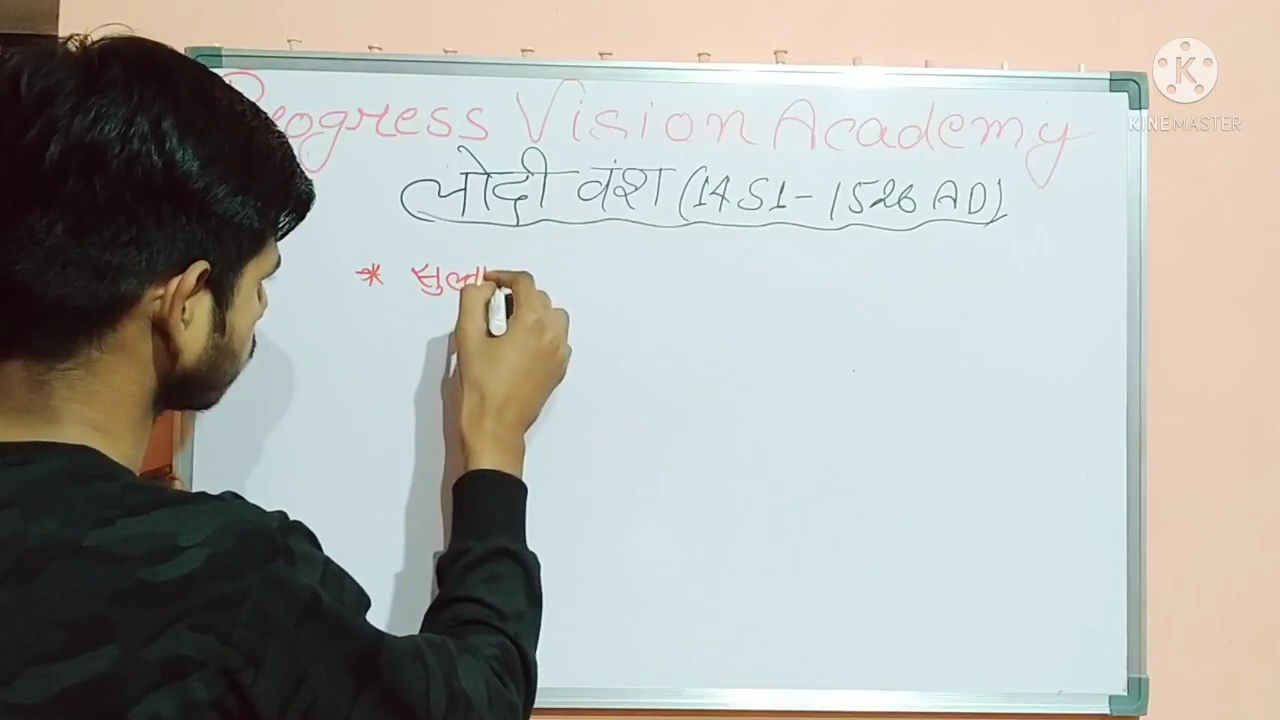 Progress Vision Academy
लोदी वंश (1451-1526 AD)
* सुल्ता
K
KINEMASTER